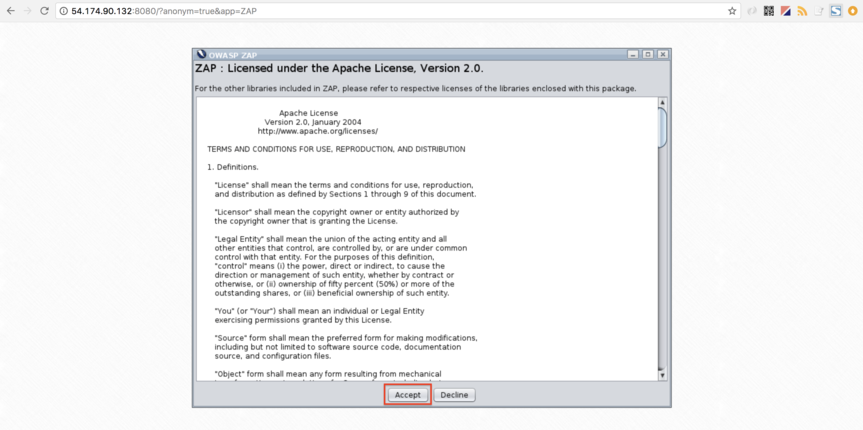 54.174.90.132:8080/?anonym=true&app=ZAP
OWASP ZAP
ZAP : Licensed under the Apache License, Version 2.0.
For the other libraries included in ZAP, please refer to respective licenses of the libraries enclosed with this package.
Apache License
Version 2.0, January 2004
http://www.apache.org/licenses/
TERMS AND CONDITIONS FOR USE, REPRODUCTION, AND DISTRIBUTION
1. Definitions.
"License" shall mean the terms and conditions for use, reproduction,
and distribution as defined by Sections 1 through 9 of this document.
"Licensor" shall mean the copyright owner or entity authorized by
the copyright owner that is granting the License.
"Legal Entity" shall mean the union of the acting entity and all
other entities that control, are controlled by, or are under common
control with that entity. For the purposes of this definition,
"control" means (i) the power, direct or indirect, to cause the
direction or management of such entity, whether by contract or
otherwise, or (ii) ownership of fifty percent (50%) or more of the
outstanding shares, or (iii) beneficial ownership of such entity.
"You" (or "Your") shall mean an individual or Legal Entity
exercising permissions granted by this License.
"Source" form shall mean the preferred form for making modifications,
including but not limited to software source code, documentation
source, and configuration files.
"Object" form shall mean any form resulting from mechanical
Accept Decline